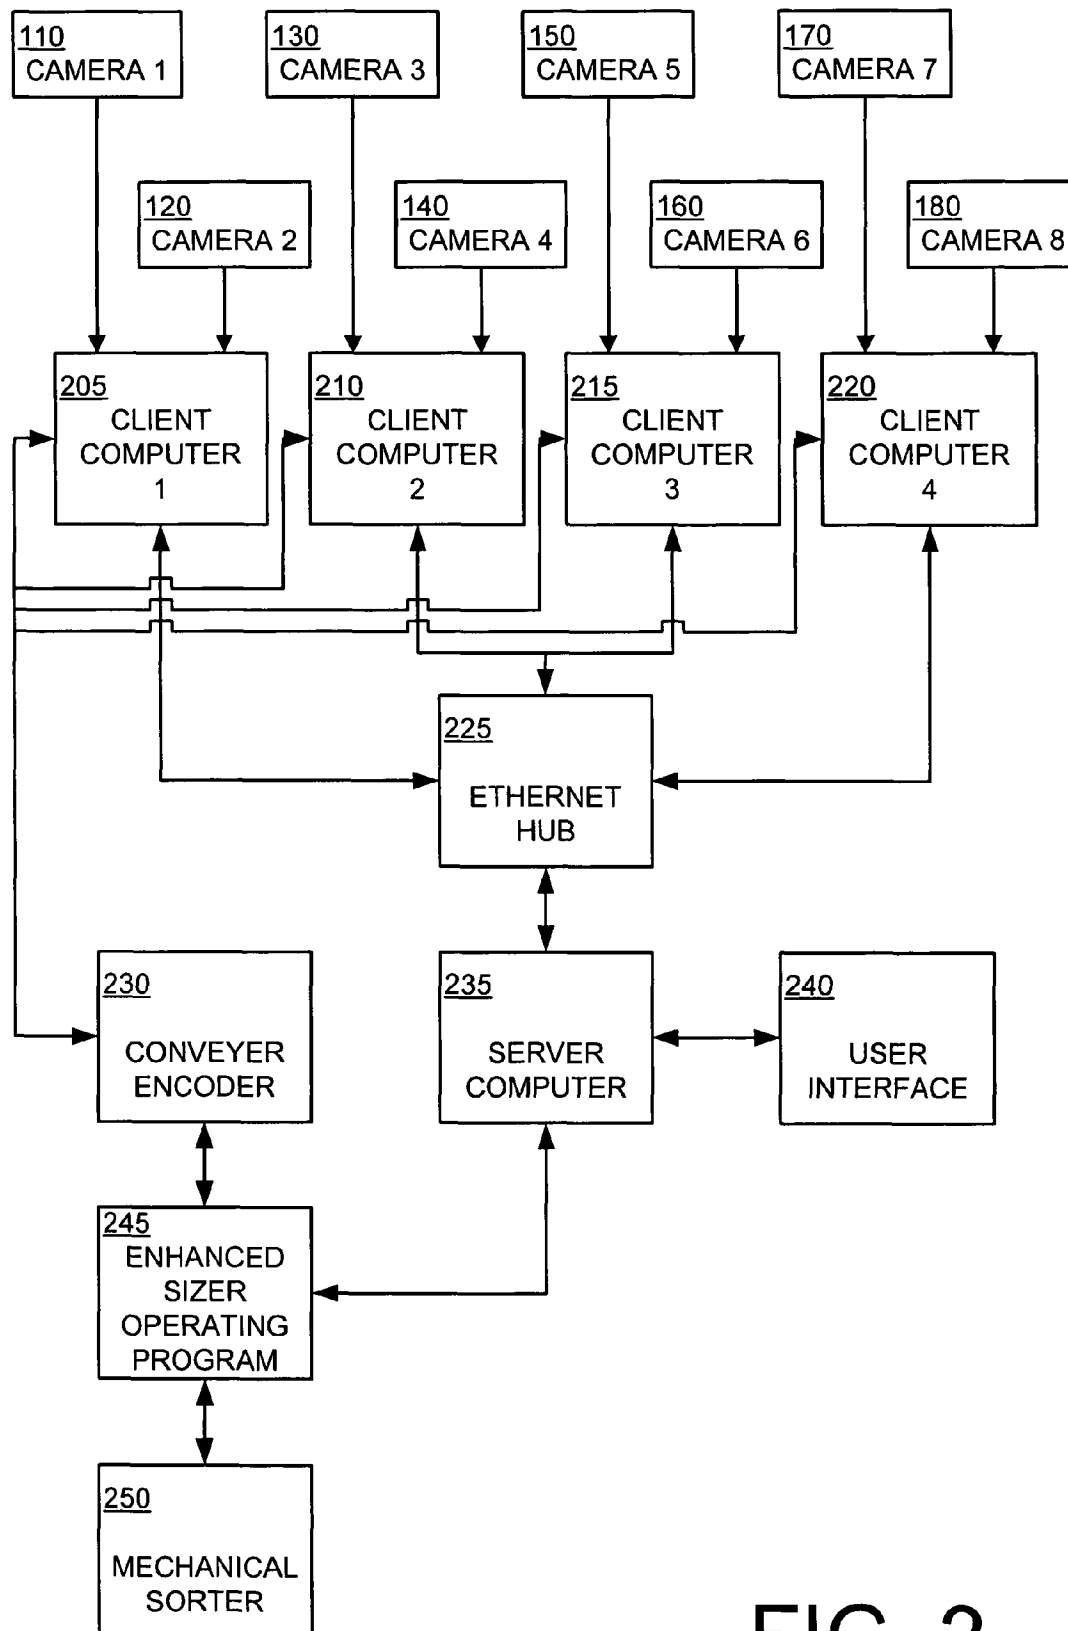 110
CAMERA 1
130
CAMERA 3
150
CAMERA 5
170
CAMERA 7
120
CAMERA 2
140
CAMERA 4
160
CAMERA 6
180
CAMERA 8
205
CLIENT
COMPUTER
1
210
CLIENT
COMPUTER
2
215
CLIENT
COMPUTER
3
220
CLIENT
COMPUTER
4
225
ETHERNET
HUB
230
CONVEYER
ENCODER
235
SERVER
COMPUTER
240
USER
INTERFACE
245
ENHANCED
SIZER
OPERATING
PROGRAM
250
MECHANICAL
SORTER
FIG. 2